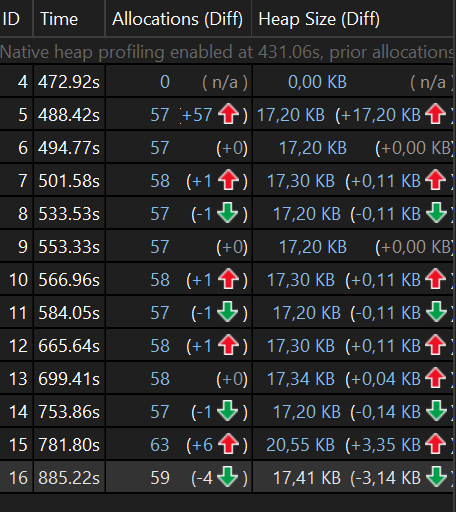 ID Time Allocations (Diff) Heap Size (Diff)
Native heap profiling enabled at 431.06s, prior allocations
4 472.92s 0 ( n/a ) 0,00 KB ( n/a )
5 488.42s 57 (+57 ) 17,20 KB (+17,20 KB )
6 494.77s 57 (+0) 17,20 KB (+0,00 KB)
7 501.58s 58 (+1 ) 17,30 KB (+0,11 KB )
8 533.53s 57 (-1 ) 17,20 KB (-0,11 KB )
9 553.33s 57 (+0) 17,20 KB (+0,00 KB)
10 566.96s 58 (+1 ) 17,30 KB (+0,11 KB )
11 584.05s 57 (-1 ) 17,20 KB (-0,11 KB )
12 665.64s 58 (+1 ) 17,30 KB (+0,11 KB )
13 699.41s 58 (+0) 17,34 KB (+0,04 KB )
14 753.86s 57 (-1 ) 17,20 KB (-0,14 KB )
15 781.80s 63 (+6 ) 20,55 KB (+3,35 KB )
16 885.22s 59 (-4 ) 17,41 KB (-3,14 KB )